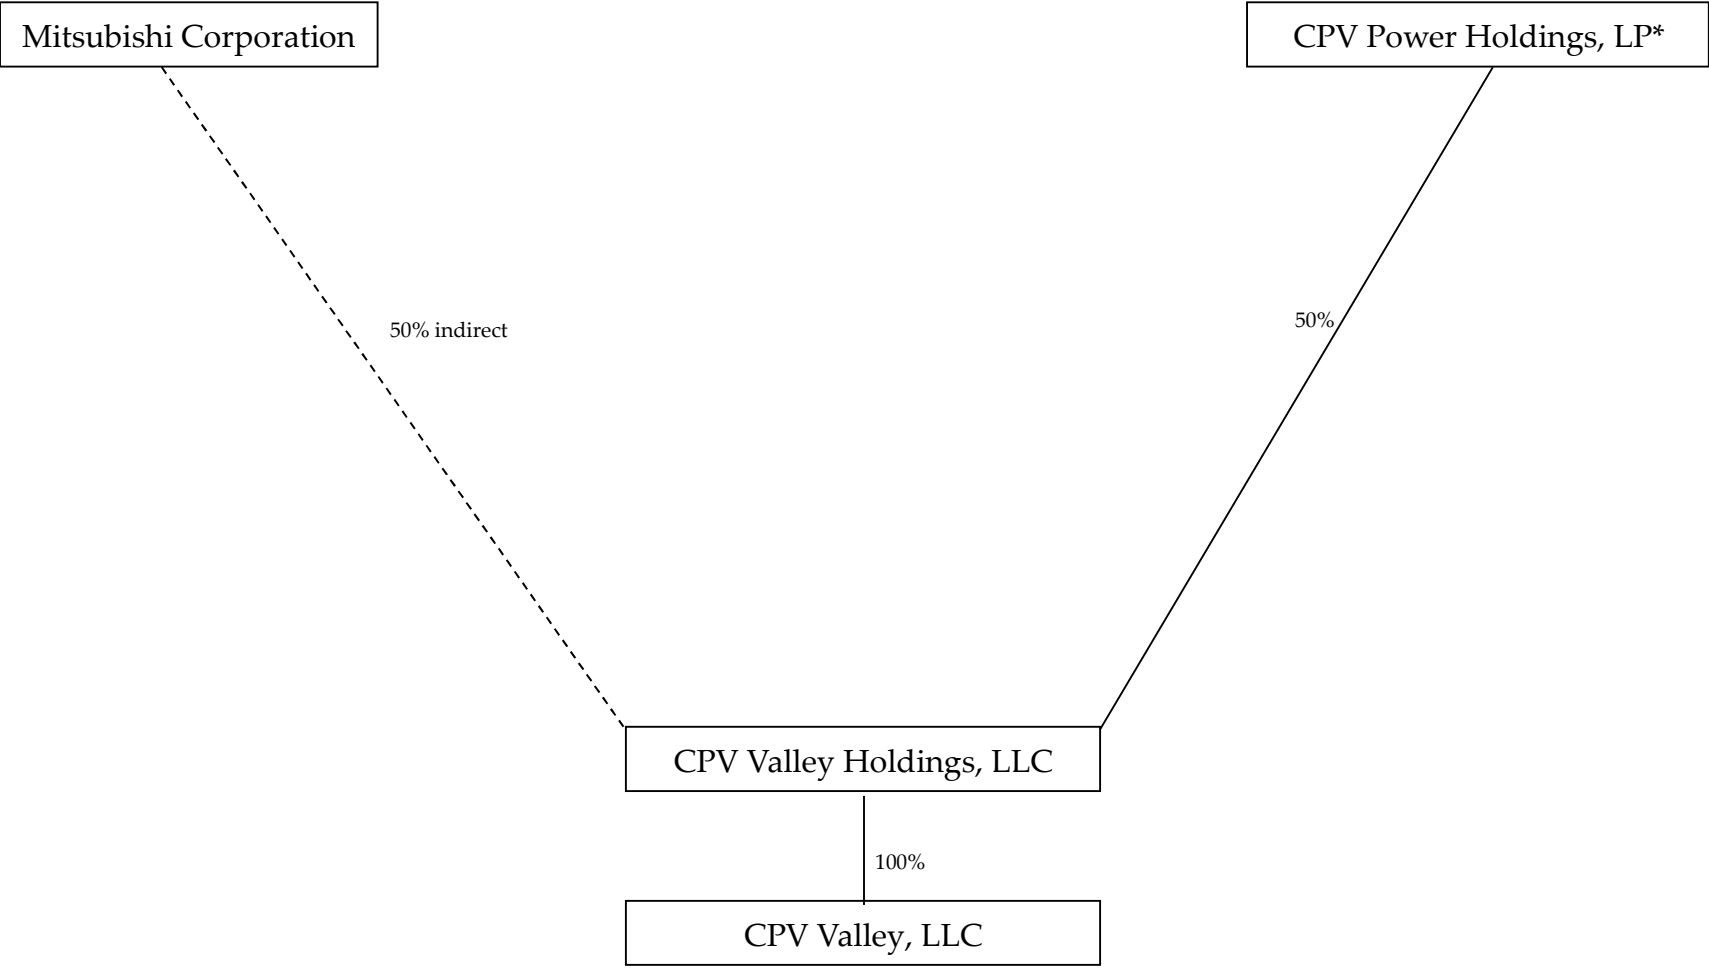 Mitsubishi Corporation
CPV Power Holdings, LP*
50% indirect
50%
CPV Valley Holdings, LLC
100%
CPV Valley, LLC